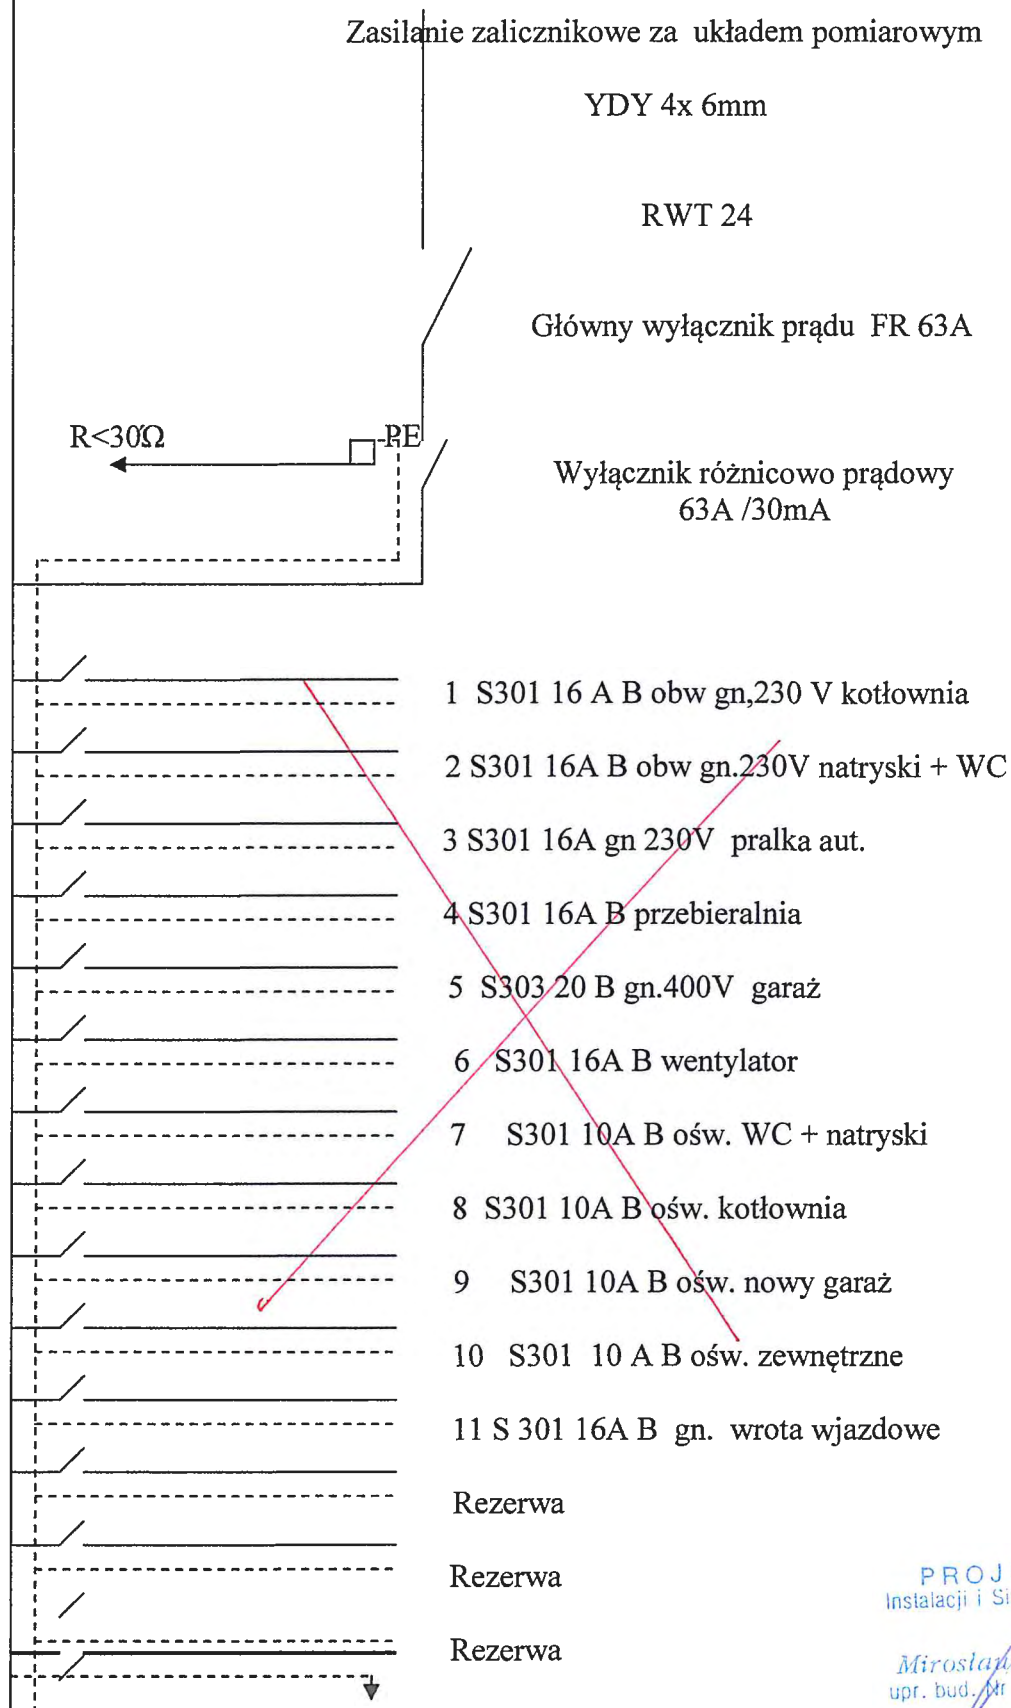 Zasilanie zalicznikowe za układem pomiarowym
YDY 4x 6mm
RWT 24
Główny wyłącznik prądu FR 63A
R<30Ω
-PE
Wyłącznik różnicowo prądowy
63A /30mA
1 S301 16 A B obw gn,230 V kotłownia
2 S301 16A B obw gn.230V natryski + WC
3 S301 16A gn 230V pralka aut.
4 S301 16A B przebieralnia
5 S303 20 B gn.400V garaż
6 S301 16A B wentylator
7 S301 10A B ośw. WC + natryski
8 S301 10A B ośw. kotłownia
9 S301 10A B ośw. nowy garaż
10 S301 10 A B ośw. zewnętrzne
11 S 301 16A B gn. wrota wjazdowe
Rezerwa
Rezerwa
Rezerwa
PROJ
Instalacji i Si
upr. bud. Nr